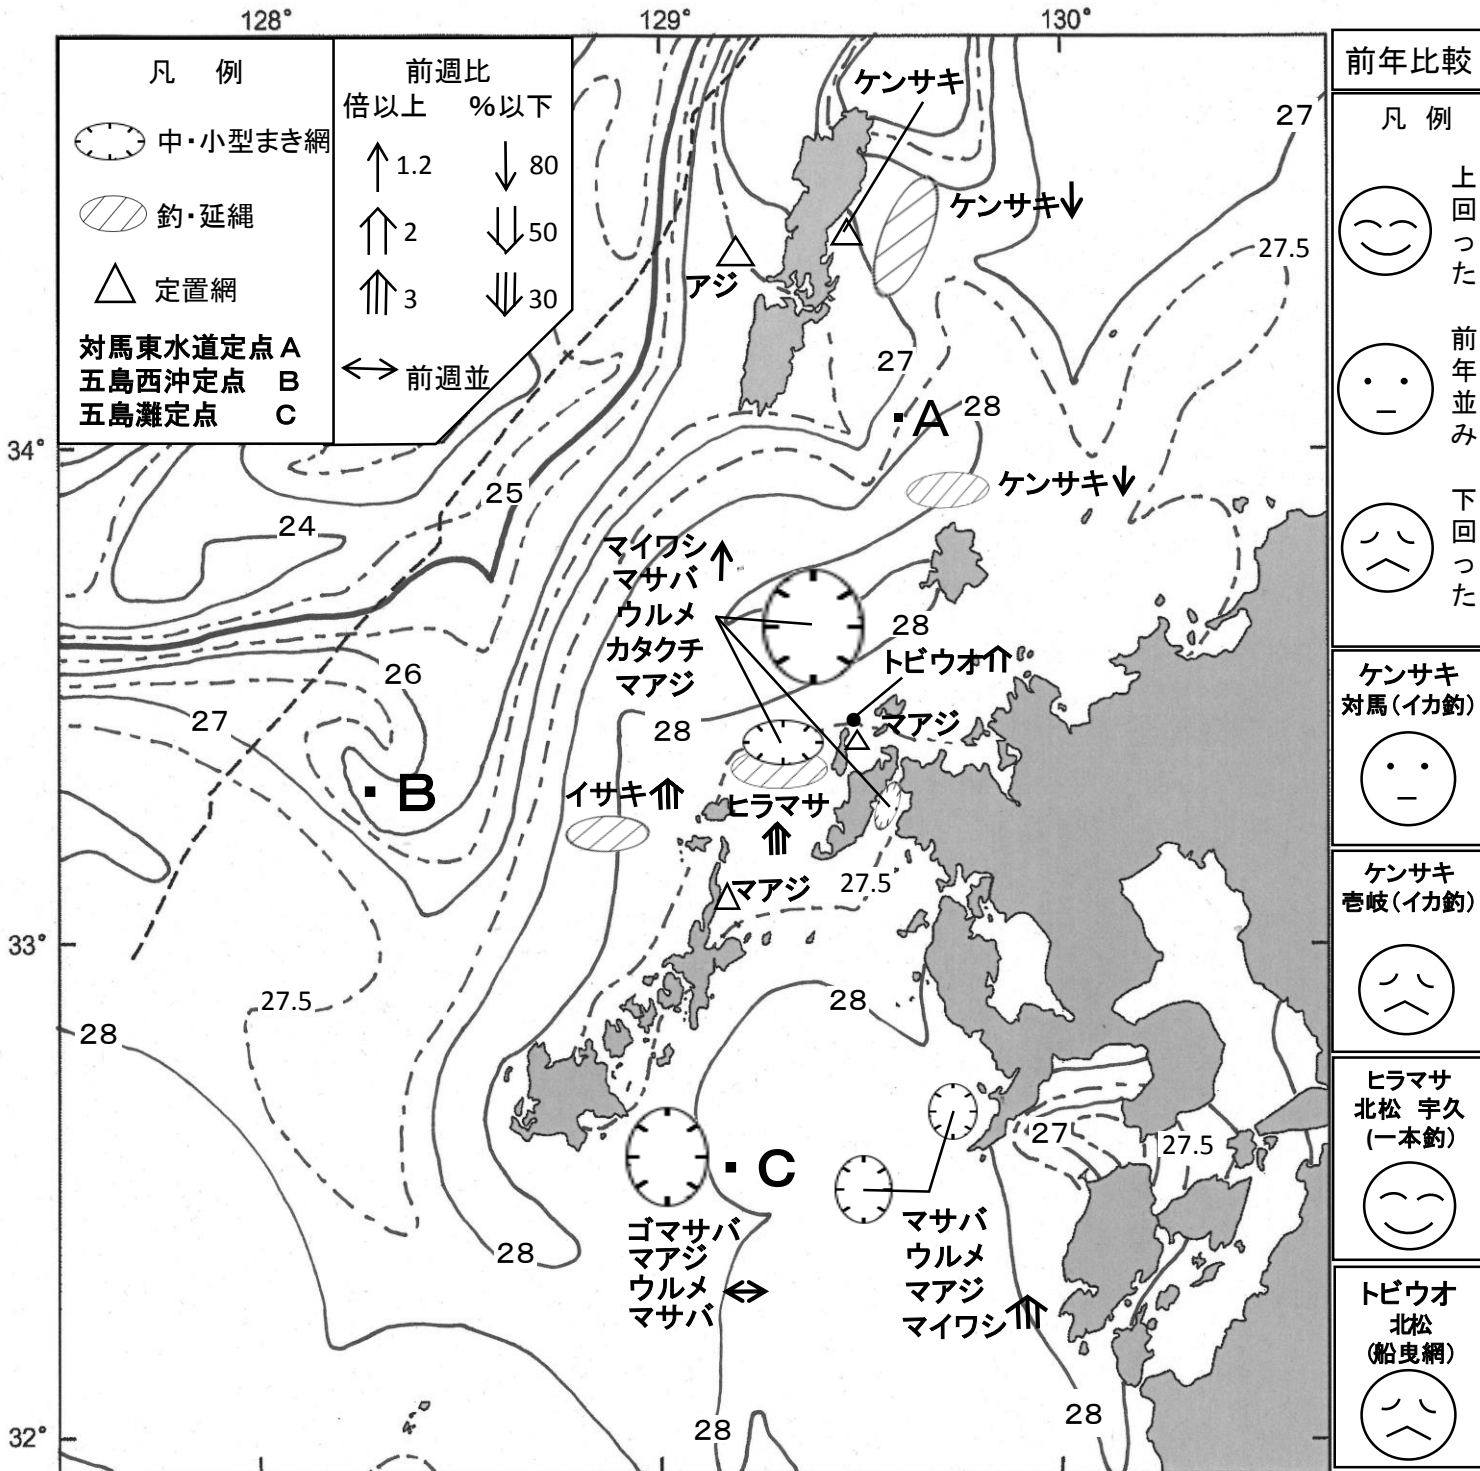 128°
129°
130°
34°
33°
32°
凡 例
中・小型まき網
釣・延縄
定置網
対馬東水道定点 A
五島西沖定点 B
五島灘定点 C
前週比
倍以上 %以下
1.2 80
2 50
3 30
前週並
ケンサキ
27
ケンサキ
27.5
アジ
27
A
28
ケンサキ
25
24
マイワシ
マサバ
ウルメ
カタクチ
マアジ
28
トビウオ
26
27
28
マアジ
B
イサキ
ヒラマサ
27.5
マアジ
27.5
28
28
27
27.5
C
28
ゴマサバ
マアジ
ウルメ
マサバ
マサバ
ウルメ
マアジ
マイワシ
28
28
前年比較
凡 例
上回った
前年並み
下回った
ケンサキ
対馬(イカ釣)
ケンサキ
壱岐(イカ釣)
ヒラマサ
北松 宇久
(一本釣)
トビウオ
北松
(船曳網)